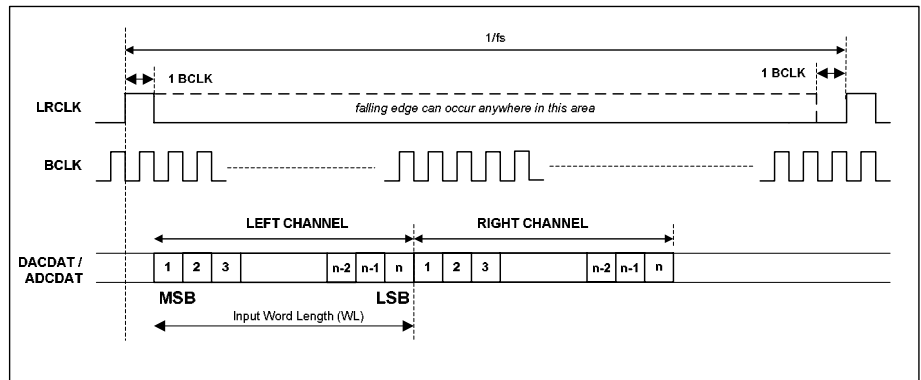 1/fs
1 BCLK
1 BCLK
LRCLK
falling edge can occur anywhere in this area
BCLK
LEFT CHANNEL
RIGHT CHANNEL
DACDAT /
ADCDAT
1 2 3 n-2 n-1 n 1 2 3 n-2 n-1 n
MSB
LSB
Input Word Length (WL)